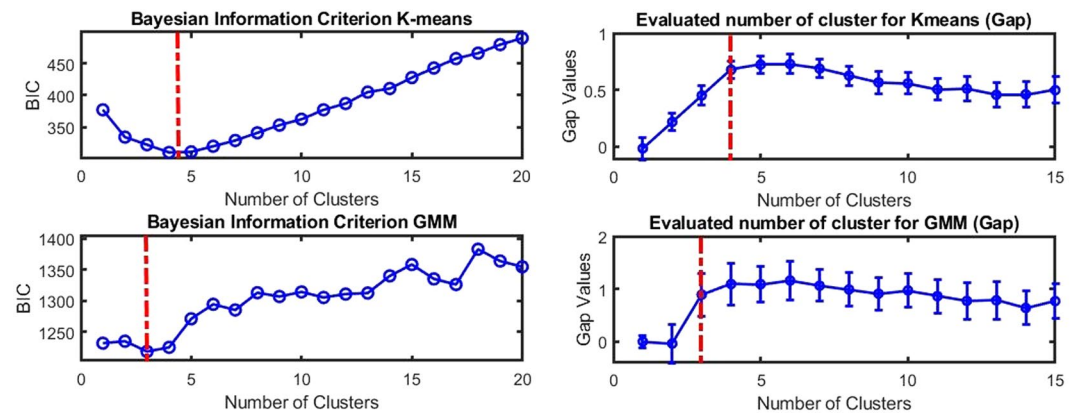 Bayesian Information Criterion K-means
450
400
350
BIC
0 5 10 15 20
Number of Clusters
Evaluated number of cluster for Kmeans (Gap)
1
0.5
0
Gap Values
0 5 10 15
Number of Clusters
Bayesian Information Criterion GMM
1400
1350
1300
1250
BIC
0 5 10 15 20
Number of Clusters
Evaluated number of cluster for GMM (Gap)
2
1
0
Gap Values
0 5 10 15
Number of Clusters